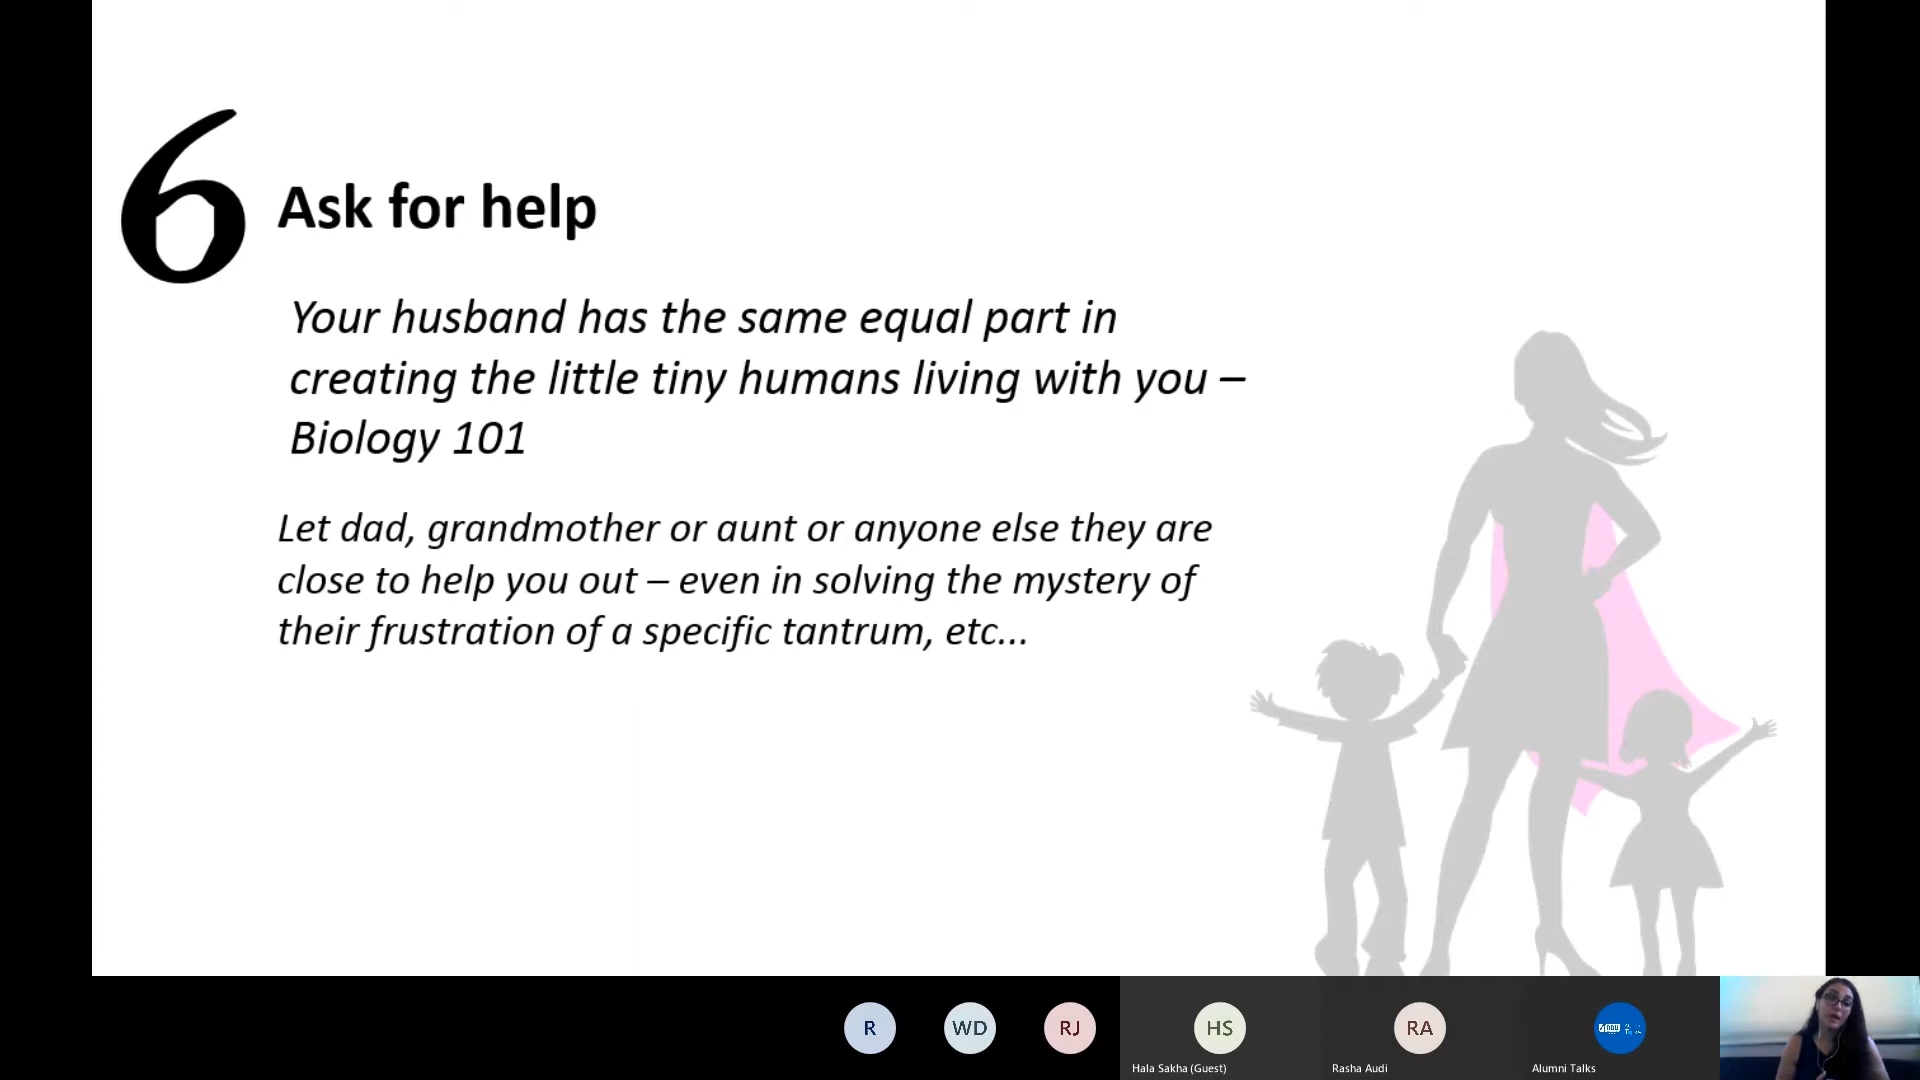 6
Ask for help
Your husband has the same equal part in
creating the little tiny humans living with you –
Biology 101
Let dad, grandmother or aunt or anyone else they are
close to help you out – even in solving the mystery of
their frustration of a specific tantrum, etc...
R
WD
RJ
HS
RA
NDU
Hala Sakha (Guest)
Rasha Audi
Alumni Talks